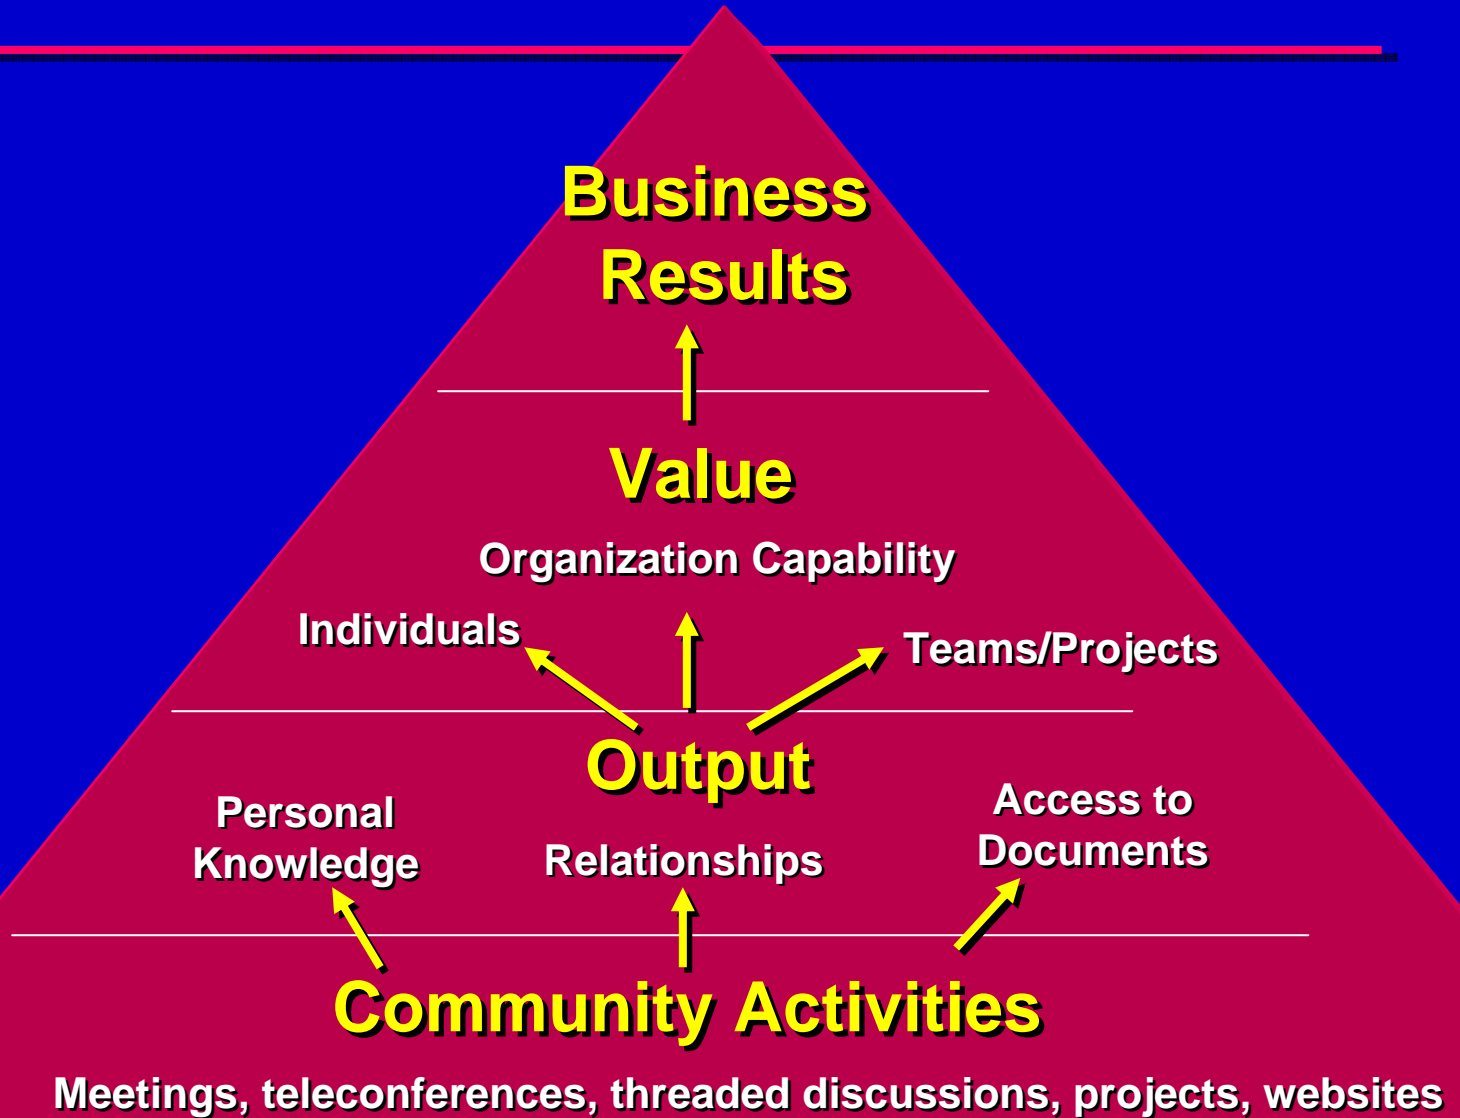 Business
Results
Value
Organization Capability
Individuals
Teams/Projects
Output
Personal
Knowledge
Relationships
Access to
Documents
Community Activities
Meetings, teleconferences, threaded discussions, projects, websites